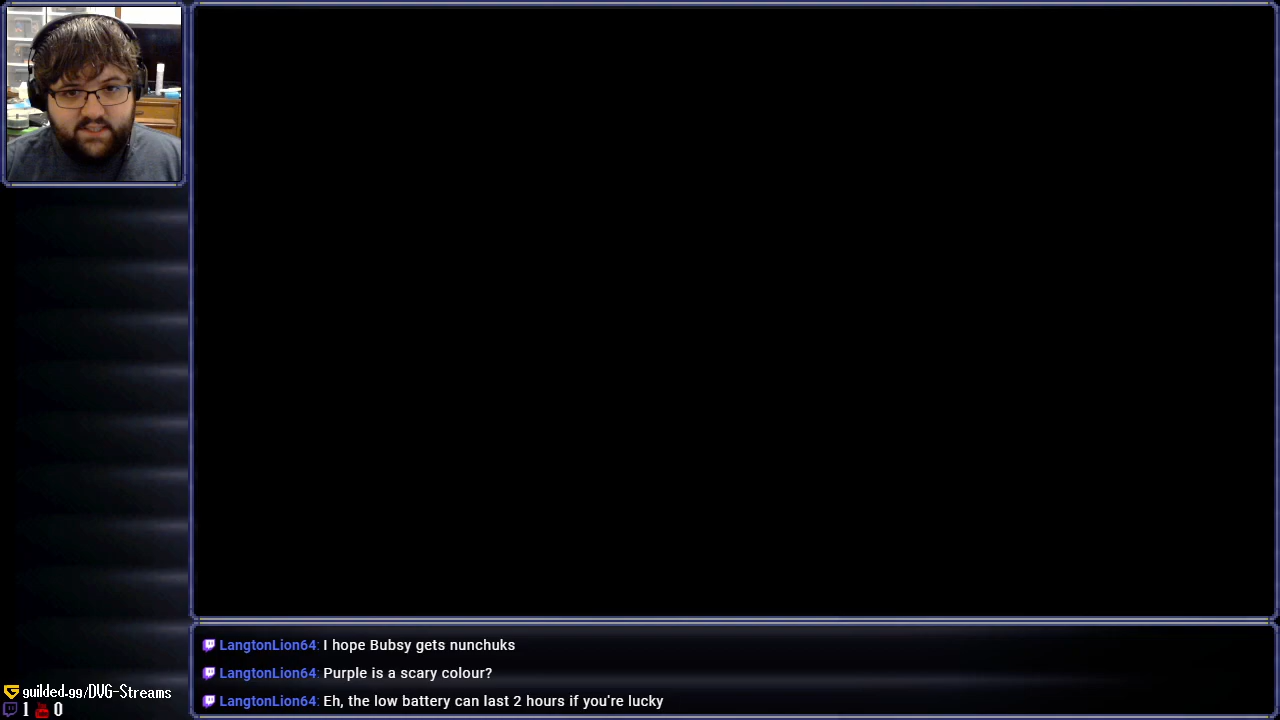 LangtonLion64: I hope Bubsy gets nunchuks
LangtonLion64: Purple is a scary colour?
LangtonLion64: Eh, the low battery can last 2 hours if you're lucky
guilded.gg/DVG-Streams
1 0